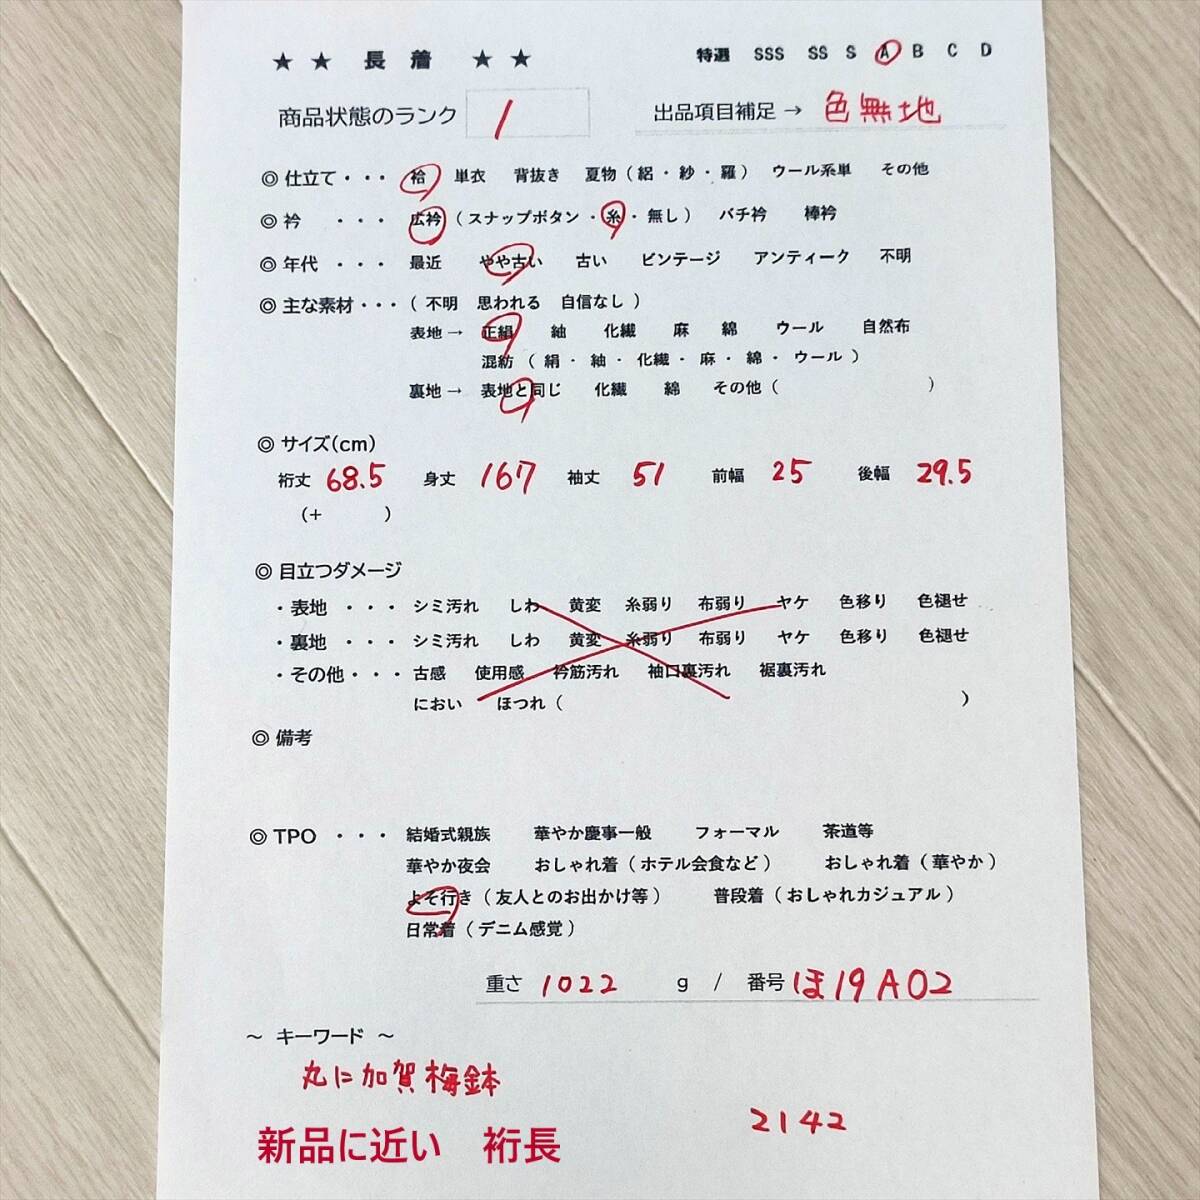 ★ ★ 長 着 ★ ★ 特選 SSS SS S A B C D
商品状態のランク 1 出品項目補足 → 色無地
◎ 仕立て・・・ 袷 単衣 背抜き 夏物 ( 絽 ・ 紗 ・ 羅 ) ウール系単 その他
◎ 衿 ・・・ 広衿 ( スナップボタン ・ 糸 ・ 無し ) バチ衿 棒衿
◎ 年代 ・・・ 最近 やや古い 古い ビンテージ アンティーク 不明
◎ 主な素材・・・ ( 不明 思われる 自信なし )
表地 → 正絹 紬 化繊 麻 綿 ウール 自然布
混紡 ( 絹 ・ 紬 ・ 化繊 ・ 麻 ・ 綿 ・ ウール )
裏地 → 表地と同じ 化繊 綿 その他 ( )
◎ サイズ(cm)
裄丈 68.5 身丈 167 袖丈 51 前幅 25 後幅 29.5
(+ )
◎ 目立つダメージ
・ 表地 ・・・ シミ汚れ しわ 黄変 糸弱り 布弱り ヤケ 色移り 色褪せ
・ 裏地 ・・・ シミ汚れ しわ 黄変 糸弱り 布弱り ヤケ 色移り 色褪せ
・ その他・・・ 古感 使用感 衿筋汚れ 袖口裏汚れ 裾裏汚れ
におい ほつれ ( )
◎ 備考
◎ TPO ・・・ 結婚式親族 華やか慶事一般 フォーマル 茶道等
華やか夜会 おしゃれ着 ( ホテル会食など ) おしゃれ着 ( 華やか )
よそ行き ( 友人とのお出かけ等 ) 普段着 ( おしゃれカジュアル )
日常着 ( デニム感覚 )
重さ 1022 g / 番号 ほ19A02
～ キーワード ～
丸に加賀梅鉢
2142
新品に近い 裄長